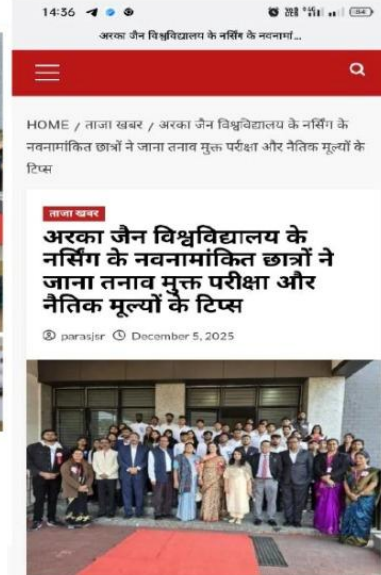 14:36
अरका जैन विश्वविद्यालय के नर्सिंग के नवनामां...
HOME / ताजा खबर / अरका जैन विश्वविद्यालय के नर्सिंग के
नवनामांकित छात्रों ने जाना तनाव मुक्त परीक्षा और नैतिक मूल्यों के
टिप्स
ताजा खबर
अरका जैन विश्वविद्यालय के
नर्सिंग के नवनामांकित छात्रों ने
जाना तनाव मुक्त परीक्षा और
नैतिक मूल्यों के टिप्स
parasjsr December 5, 2025